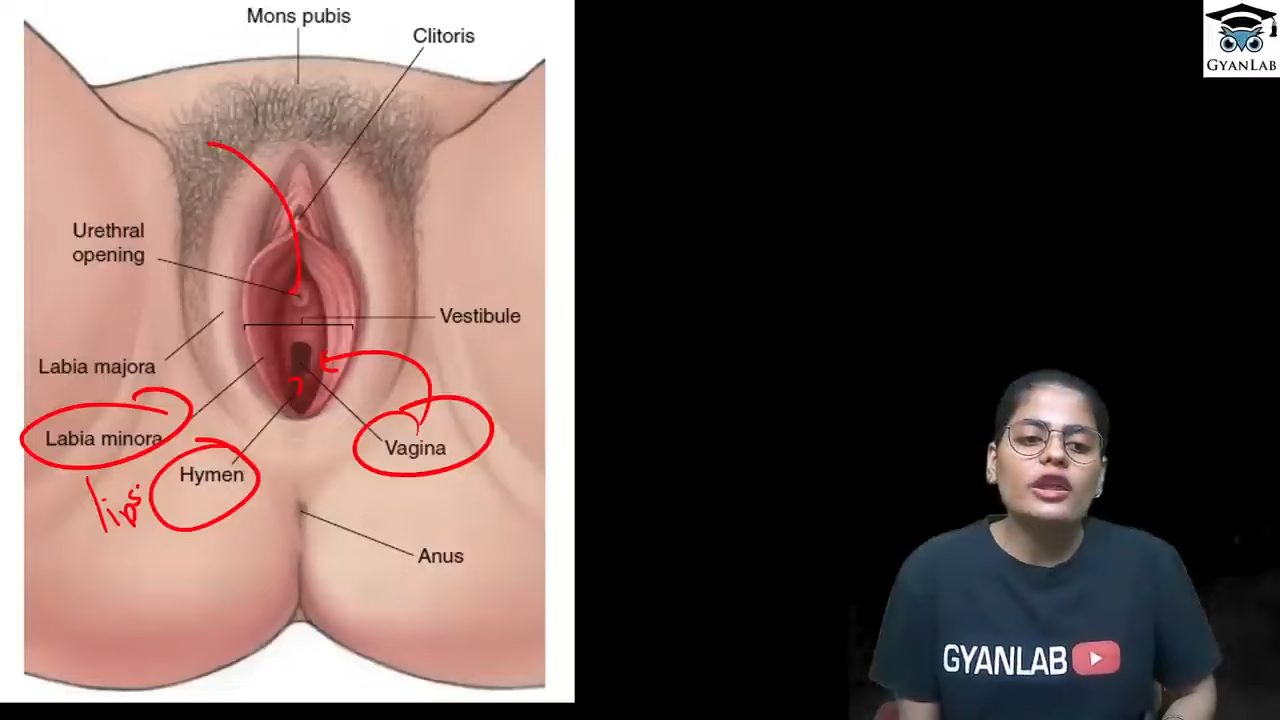 Mons pubis
Clitoris
GYANLAB
Urethral
opening
Vestibule
Labia majora
Labia minora
Vagina
Hymen
lips
Anus
GYANLAB